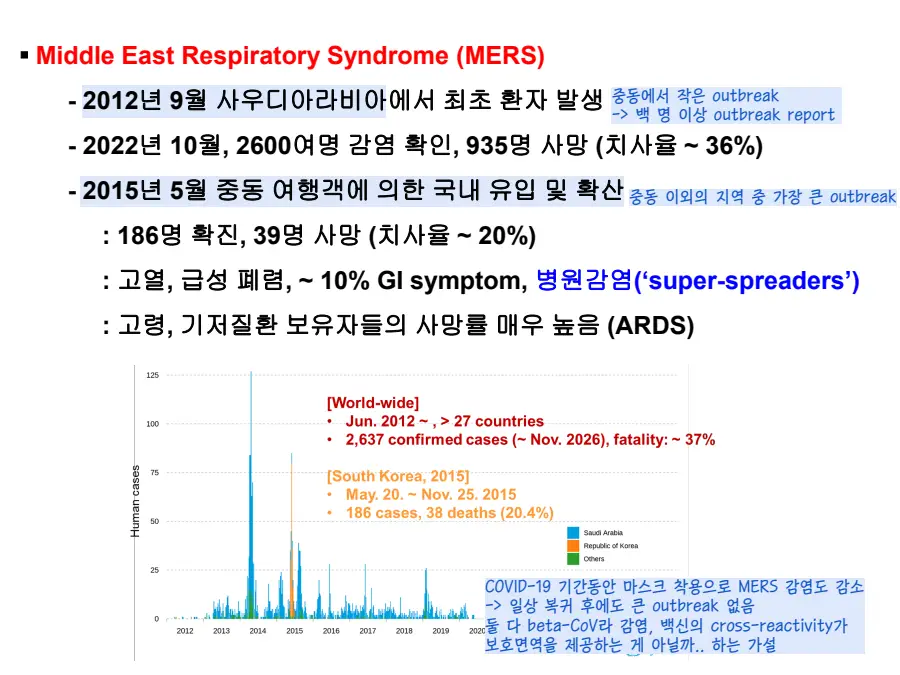 ▪ Middle East Respiratory Syndrome (MERS)
- 2012년 9월 사우디아라비아에서 최초 환자 발생
중동에서 작은 outbreak
-> 백 명 이상 outbreak report
- 2022년 10월, 2600여명 감염 확인, 935명 사망 (치사율 ~ 36%)
- 2015년 5월 중동 여행객에 의한 국내 유입 및 확산
중동 이외의 지역 중 가장 큰 outbreak
: 186명 확진, 39명 사망 (치사율 ~ 20%)
: 고열, 급성 폐렴, ~ 10% GI symptom, 병원감염(‘super-spreaders’)
: 고령, 기저질환 보유자들의 사망률 매우 높음 (ARDS)
Human cases
125
100
75
50
25
0
2012 2013 2014 2015 2016 2017 2018 2019 2020
[World-wide]
• Jun. 2012 ~ , > 27 countries
• 2,637 confirmed cases (~ Nov. 2026), fatality: ~ 37%
[South Korea, 2015]
• May. 20. ~ Nov. 25. 2015
• 186 cases, 38 deaths (20.4%)
Saudi Arabia
Republic of Korea
Others
COVID-19 기간동안 마스크 착용으로 MERS 감염도 감소
-> 일상 복귀 후에도 큰 outbreak 없음
둘 다 beta-CoV라 감염, 백신의 cross-reactivity가
보호면역을 제공하는 게 아닐까.. 하는 가설